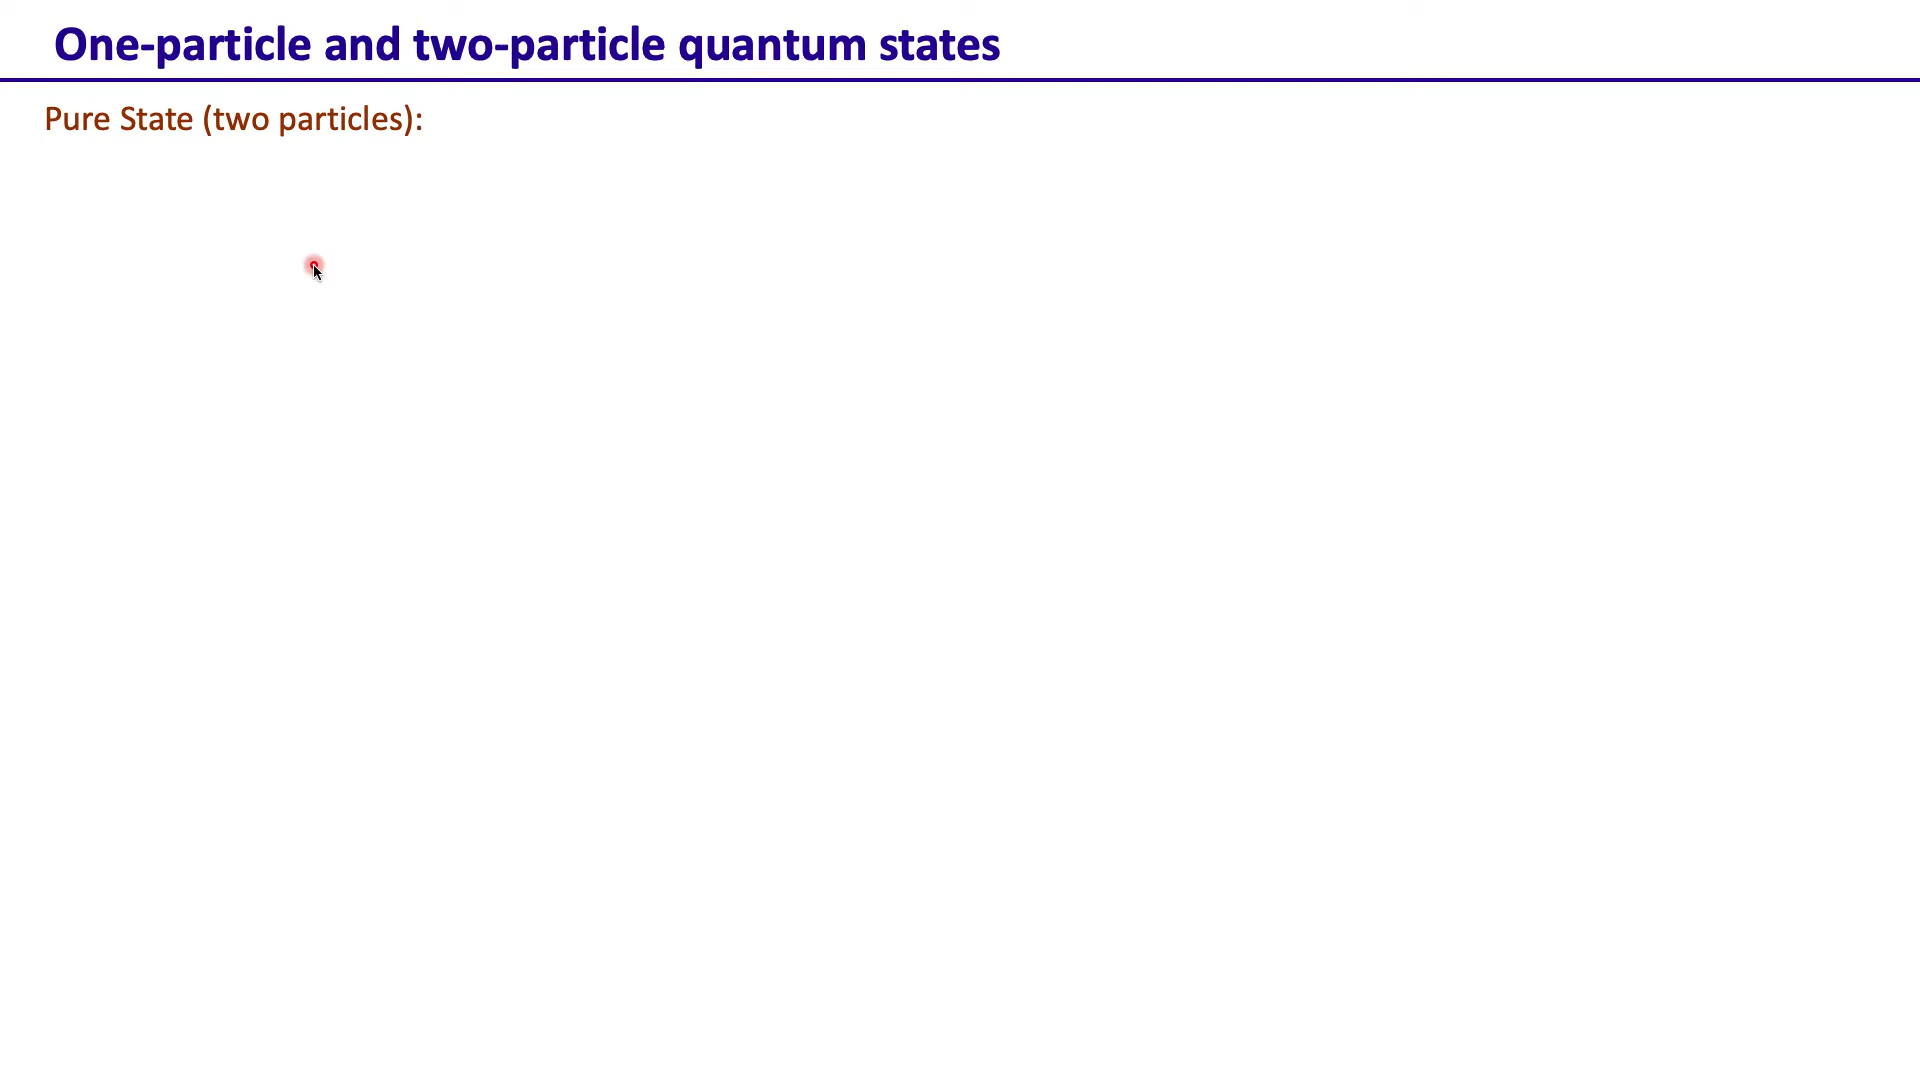 One-particle and two-particle quantum states
Pure State (two particles):